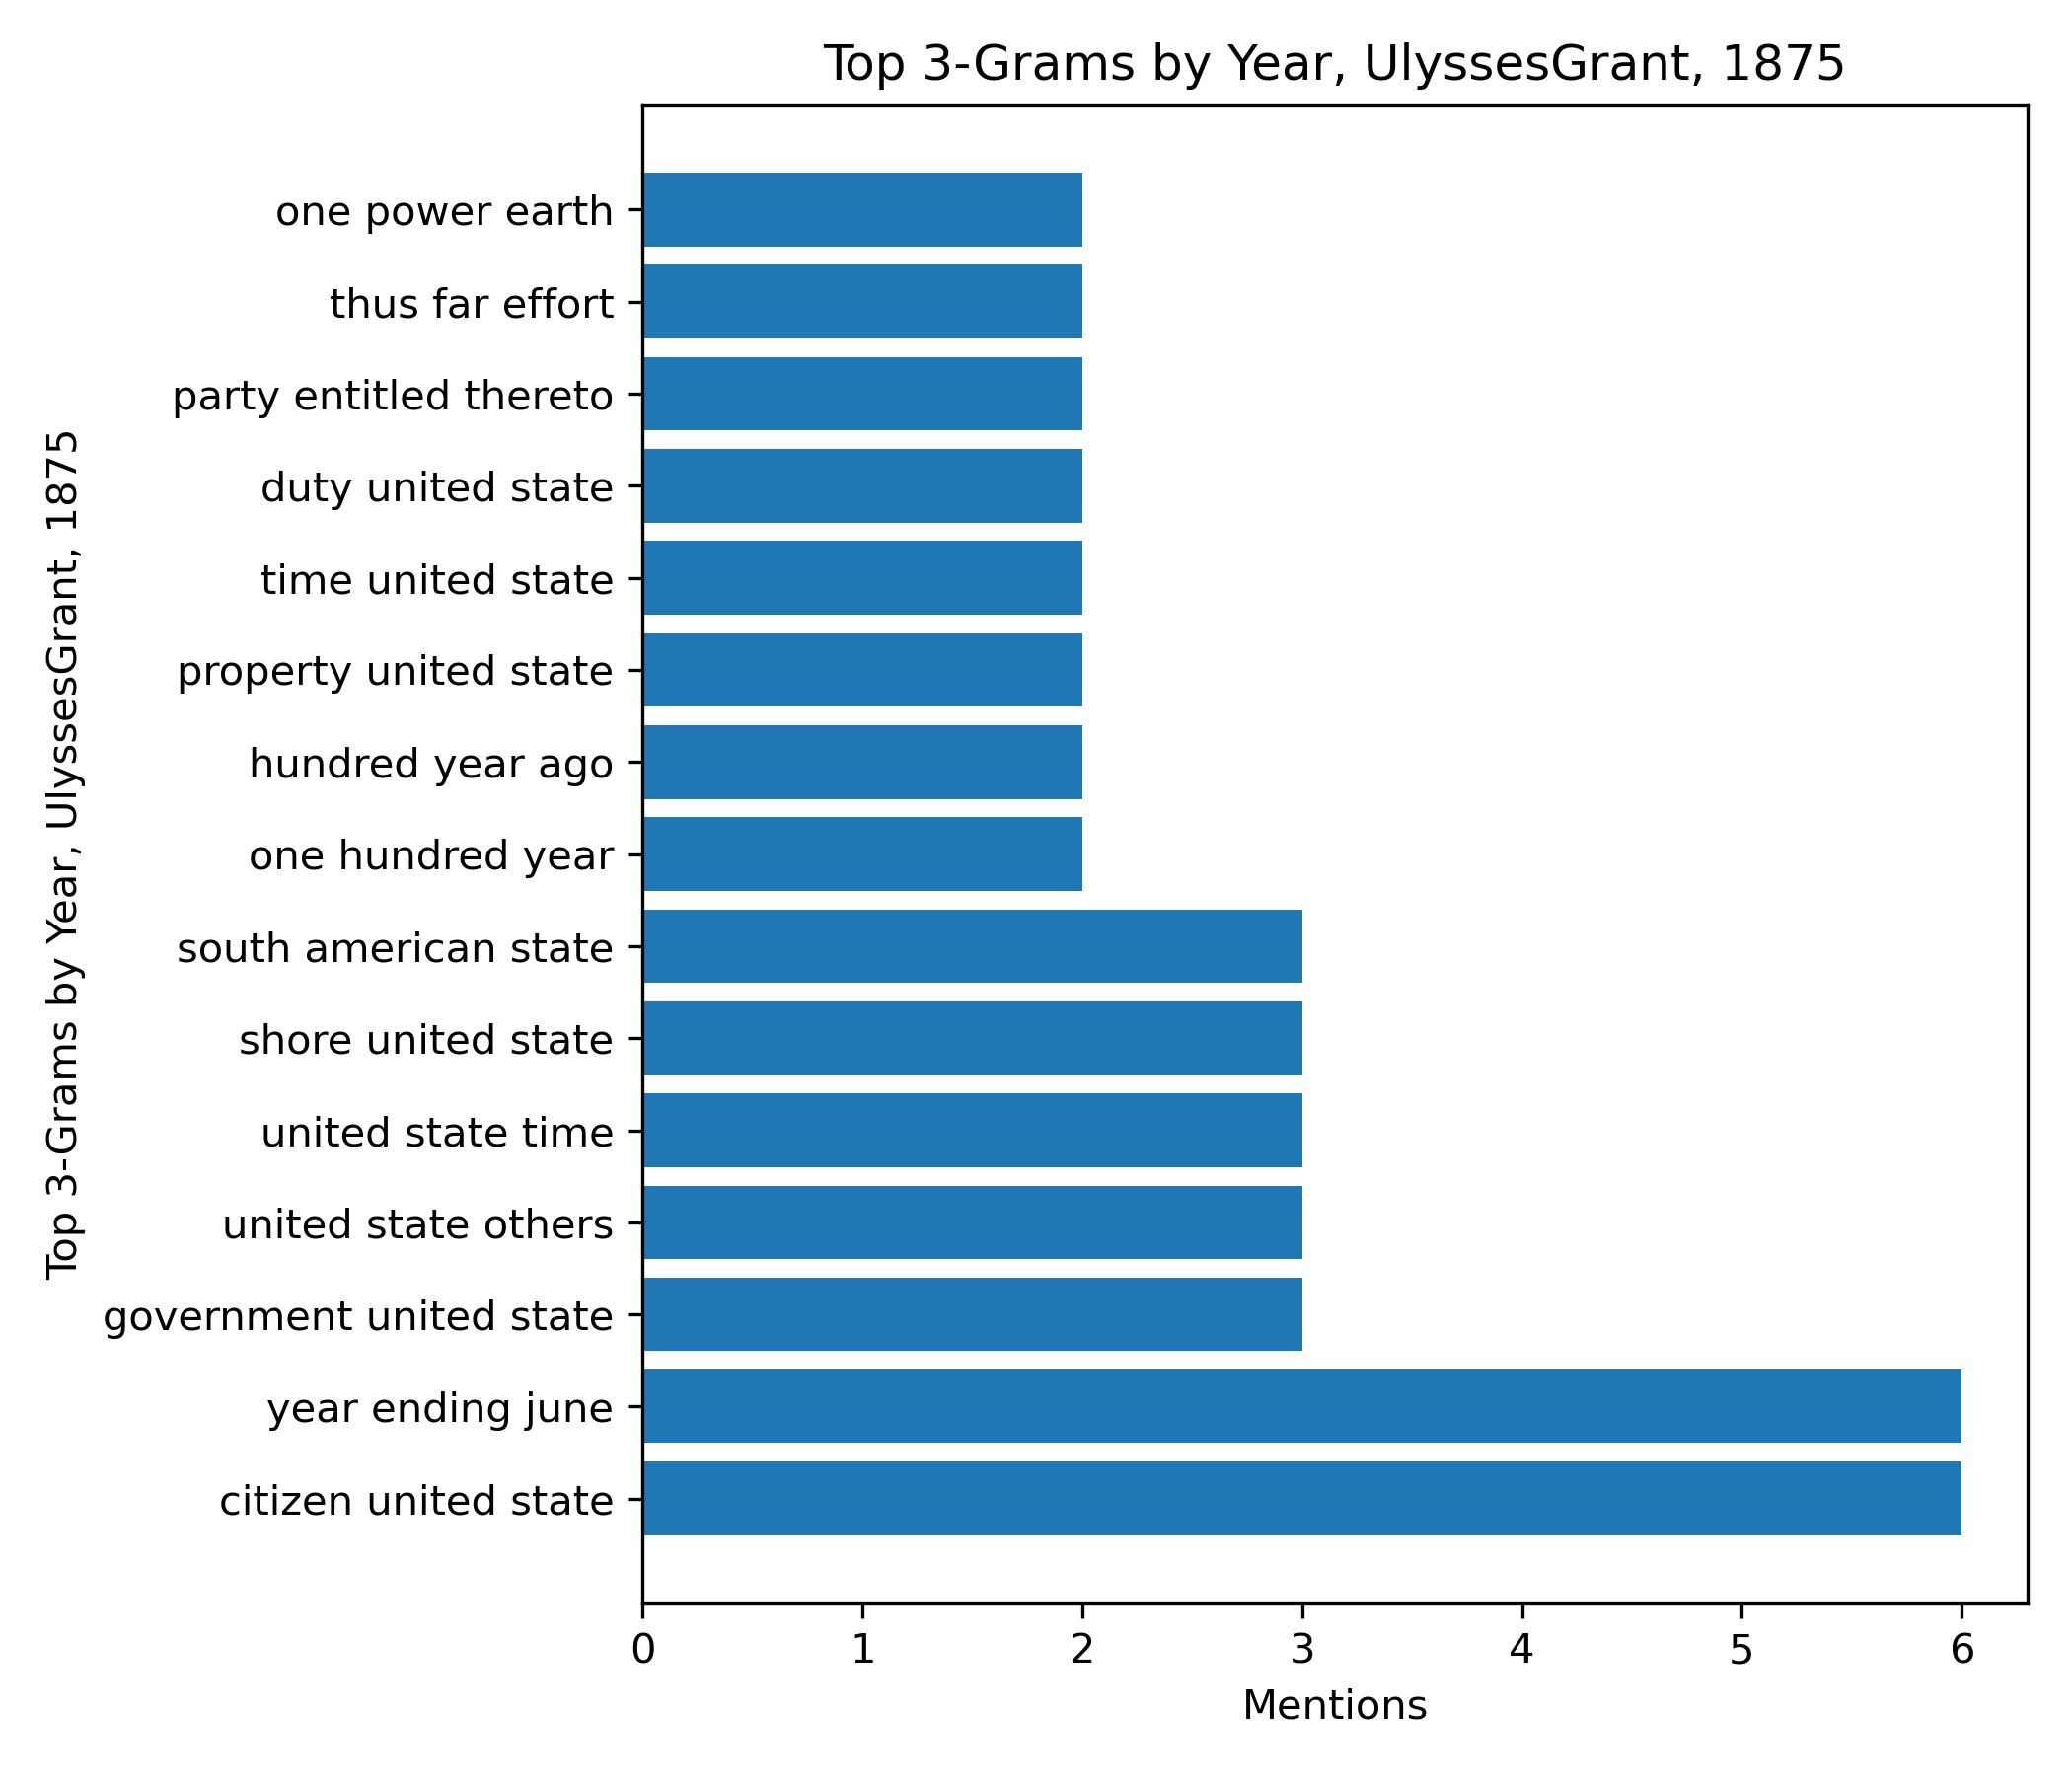 Top 3-Grams by Year, UlyssesGrant, 1875
Top 3-Grams by Year, UlyssesGrant, 1875
one power earth
thus far effort
party entitled thereto
duty united state
time united state
property united state
hundred year ago
one hundred year
south american state
shore united state
united state time
united state others
government united state
year ending june
citizen united state
0 1 2 3 4 5 6
Mentions